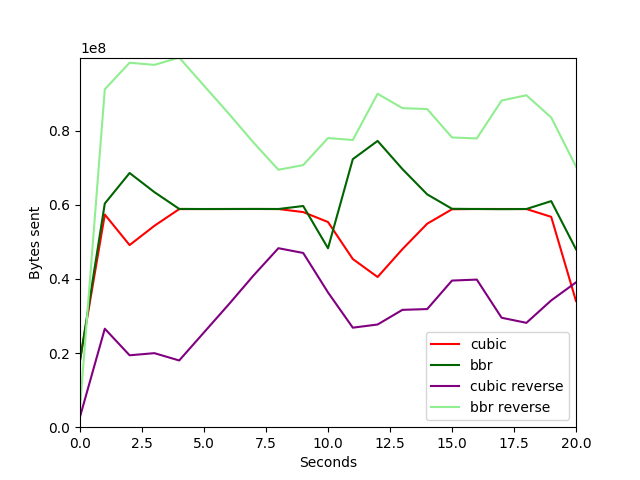 1e8
0.8
0.6
0.4
0.2
0.0
Bytes sent
cubic
bbr
cubic reverse
bbr reverse
0.0 2.5 5.0 7.5 10.0 12.5 15.0 17.5 20.0
Seconds